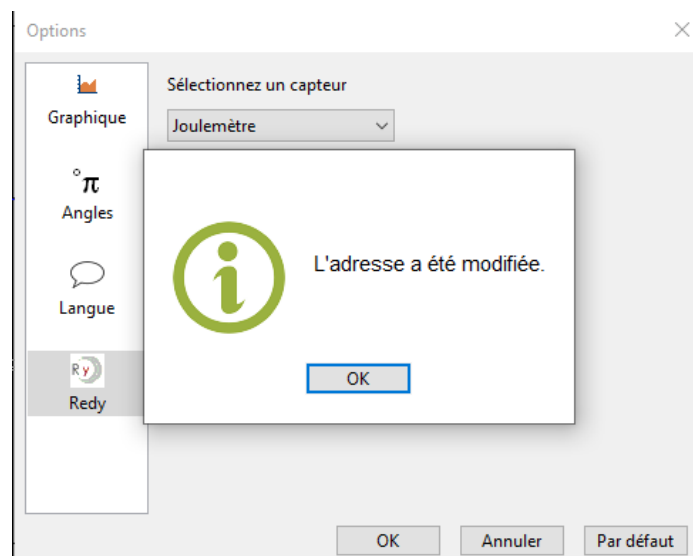 Options
Graphique
° π
Angles
Langue
Ry
Redy
Sélectionnez un capteur
Joulemètre
L'adresse a été modifiée.
OK
OK Annuler Par défaut